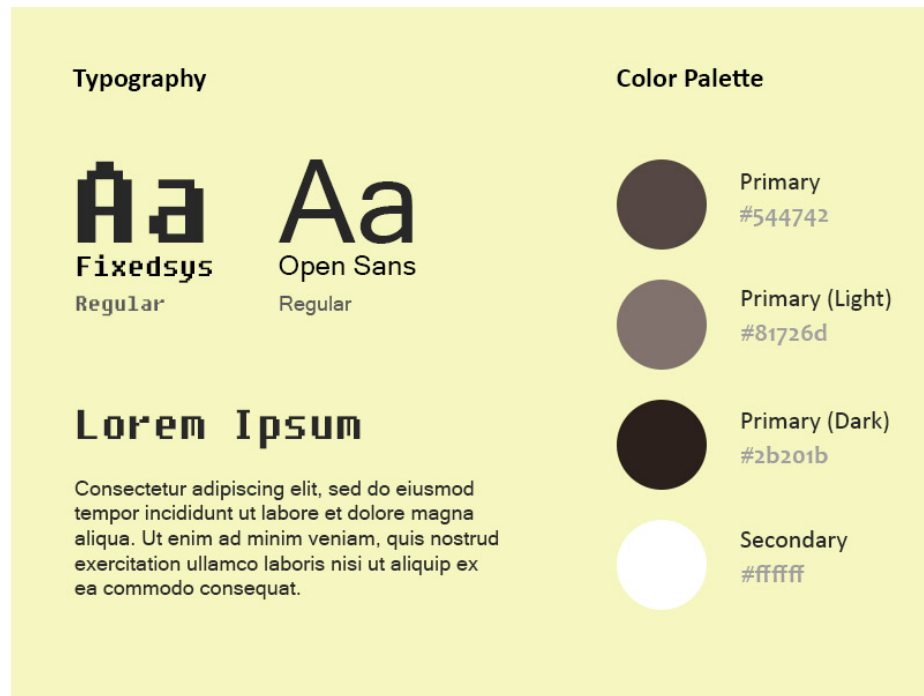 Typography
Aa
Fixedsys
Regular
Aa
Open Sans
Regular
Lorem Ipsum
Consectetur adipiscing elit, sed do eiusmod
tempor incididunt ut labore et dolore magna
aliqua. Ut enim ad minim veniam, quis nostrud
exercitation ullamco laboris nisi ut aliquip ex
ea commodo consequat.
Color Palette
Primary
#544742
Primary (Light)
#81726d
Primary (Dark)
#2b201b
Secondary
#ffffff